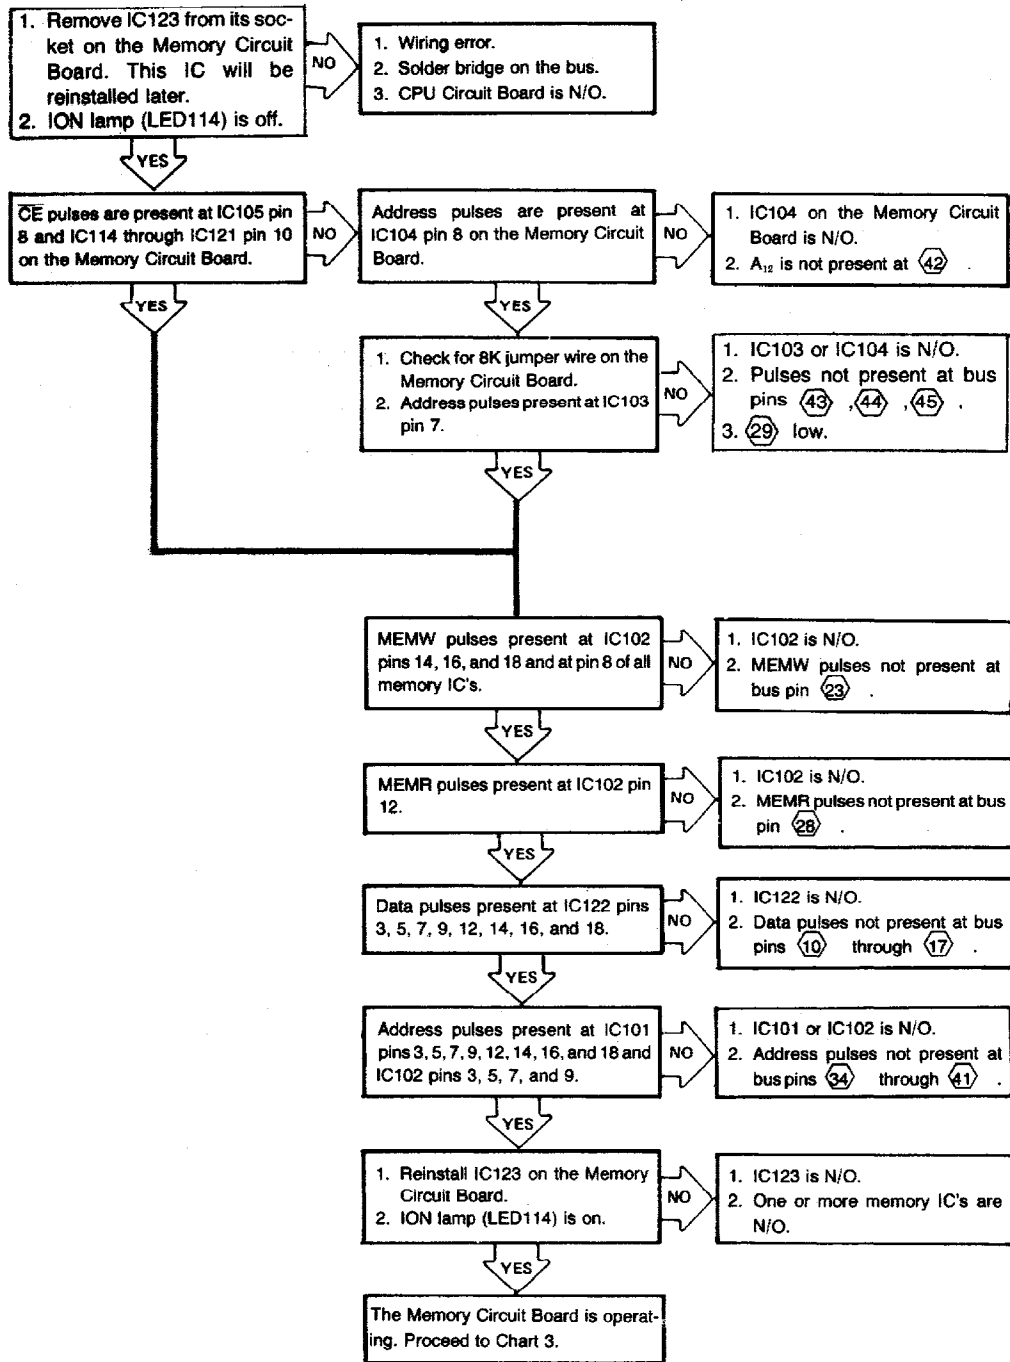 1. Remove IC123 from its soc-
ket on the Memory Circuit
Board. This IC will be
reinstalled later.
2. ION lamp (LED114) is off.
NO
1. Wiring error.
2. Solder bridge on the bus.
3. CPU Circuit Board is N/O.
YES
C̅E̅ pulses are present at IC105 pin
8 and IC114 through IC121 pin 10
on the Memory Circuit Board.
NO
Address pulses are present at
IC104 pin 8 on the Memory Circuit
Board.
NO
1. IC104 on the Memory Circuit
Board is N/O.
2. A₁₂ is not present at 42 .
YES
YES
1. Check for 8K jumper wire on the
Memory Circuit Board.
2. Address pulses present at IC103
pin 7.
NO
1. IC103 or IC104 is N/O.
2. Pulses not present at bus
pins 43 , 44 , 45 .
3. 29 low.
YES
MEMW pulses present at IC102
pins 14, 16, and 18 and at pin 8 of all
memory IC's.
NO
1. IC102 is N/O.
2. MEMW pulses not present at
bus pin 23 .
YES
MEMR pulses present at IC102 pin
12.
NO
1. IC102 is N/O.
2. MEMR pulses not present at bus
pin 28 .
YES
Data pulses present at IC122 pins
3, 5, 7, 9, 12, 14, 16, and 18.
NO
1. IC122 is N/O.
2. Data pulses not present at bus
pins 10 through 17 .
YES
Address pulses present at IC101
pins 3, 5, 7, 9, 12, 14, 16, and 18 and
IC102 pins 3, 5, 7, and 9.
NO
1. IC101 or IC102 is N/O.
2. Address pulses not present at
bus pins 34 through 41 .
YES
1. Reinstall IC123 on the Memory
Circuit Board.
2. ION lamp (LED114) is on.
NO
1. IC123 is N/O.
2. One or more memory IC's are
N/O.
YES
The Memory Circuit Board is operat-
ing. Proceed to Chart 3.